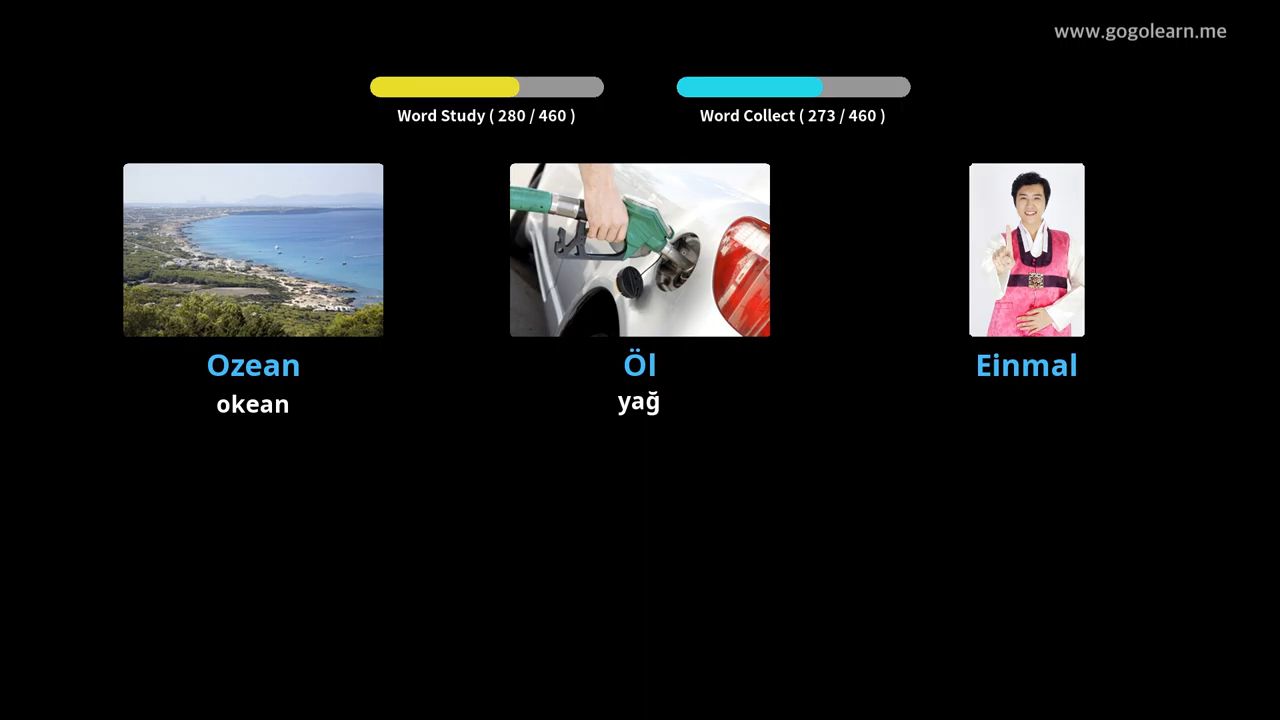 www.gogolearn.me
Word Study ( 280 / 460 )
Word Collect ( 273 / 460 )
Ozean
Öl
Einmal
okean
yağ